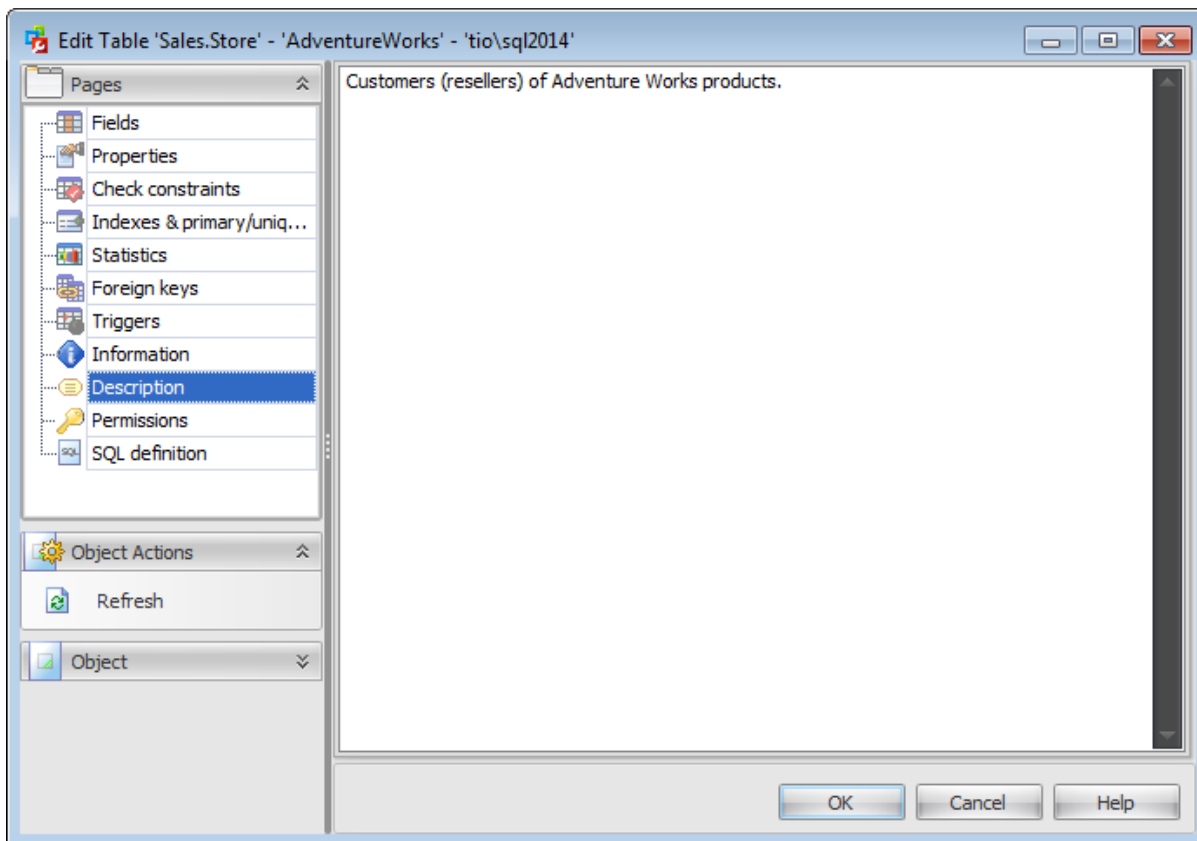 Edit Table 'Sales.Store' - 'AdventureWorks' - 'tio\sql2014'
Pages
Fields
Properties
Check constraints
Indexes & primary/uniq...
Statistics
Foreign keys
Triggers
Information
Description
Permissions
SQL
SQL definition
Object Actions
Refresh
Object
Customers (resellers) of Adventure Works products.
OK
Cancel
Help